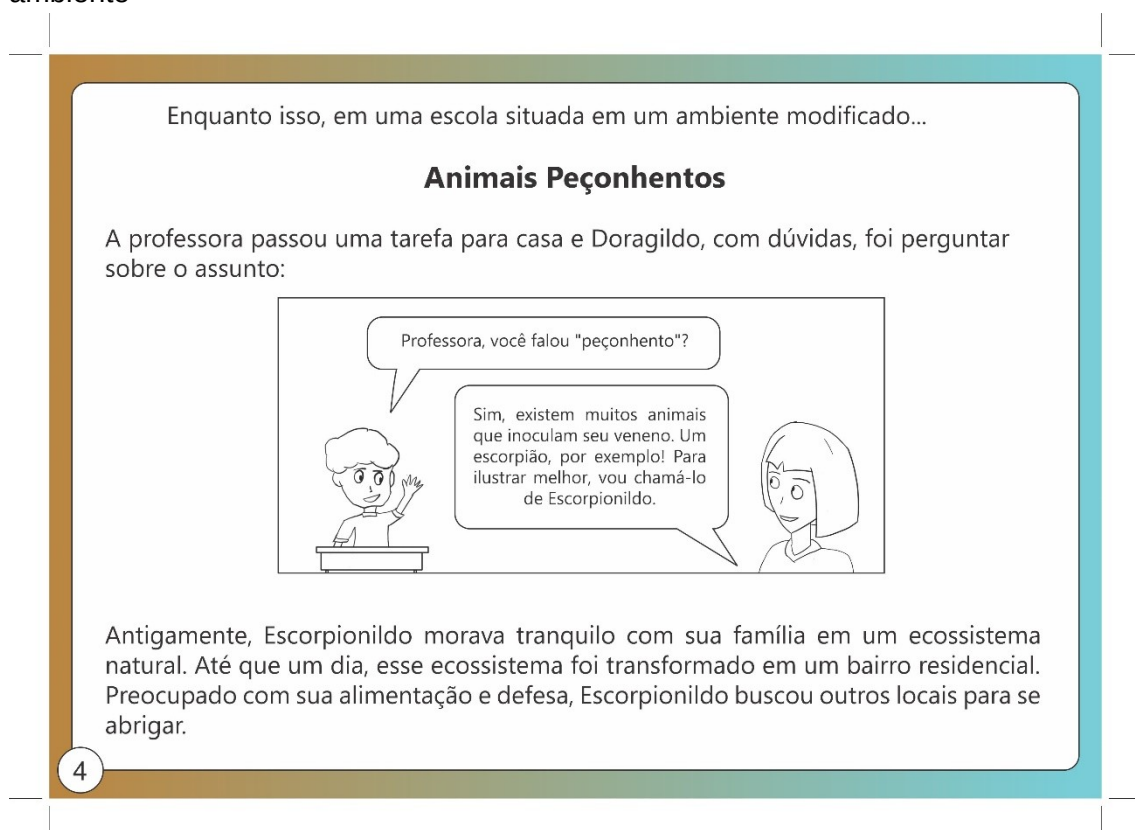 Enquanto isso, em uma escola situada em um ambiente modificado...
Animais Peçonhentos
A professora passou uma tarefa para casa e Doragildo, com dúvidas, foi perguntar
sobre o assunto:
Professora, você falou "peçonhento"?
Sim, existem muitos animais
que inoculam seu veneno. Um
escorpião, por exemplo! Para
ilustrar melhor, vou chamá-lo
de Escorpionildo.
Antigamente, Escorpionildo morava tranquilo com sua família em um ecossistema
natural. Até que um dia, esse ecossistema foi transformado em um bairro residencial.
Preocupado com sua alimentação e defesa, Escorpionildo buscou outros locais para se
abrigar.
4